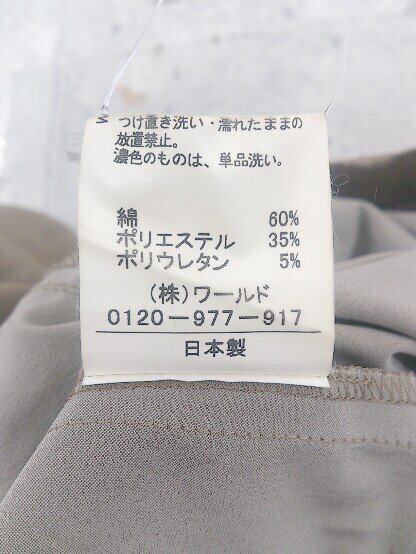 つけ置き洗い・濡れたままの
放置禁止。
濃色のものは、単品洗い。
綿 60%
ポリエステル 35%
ポリウレタン 5%
(株)ワールド
0120-977-917
日本製